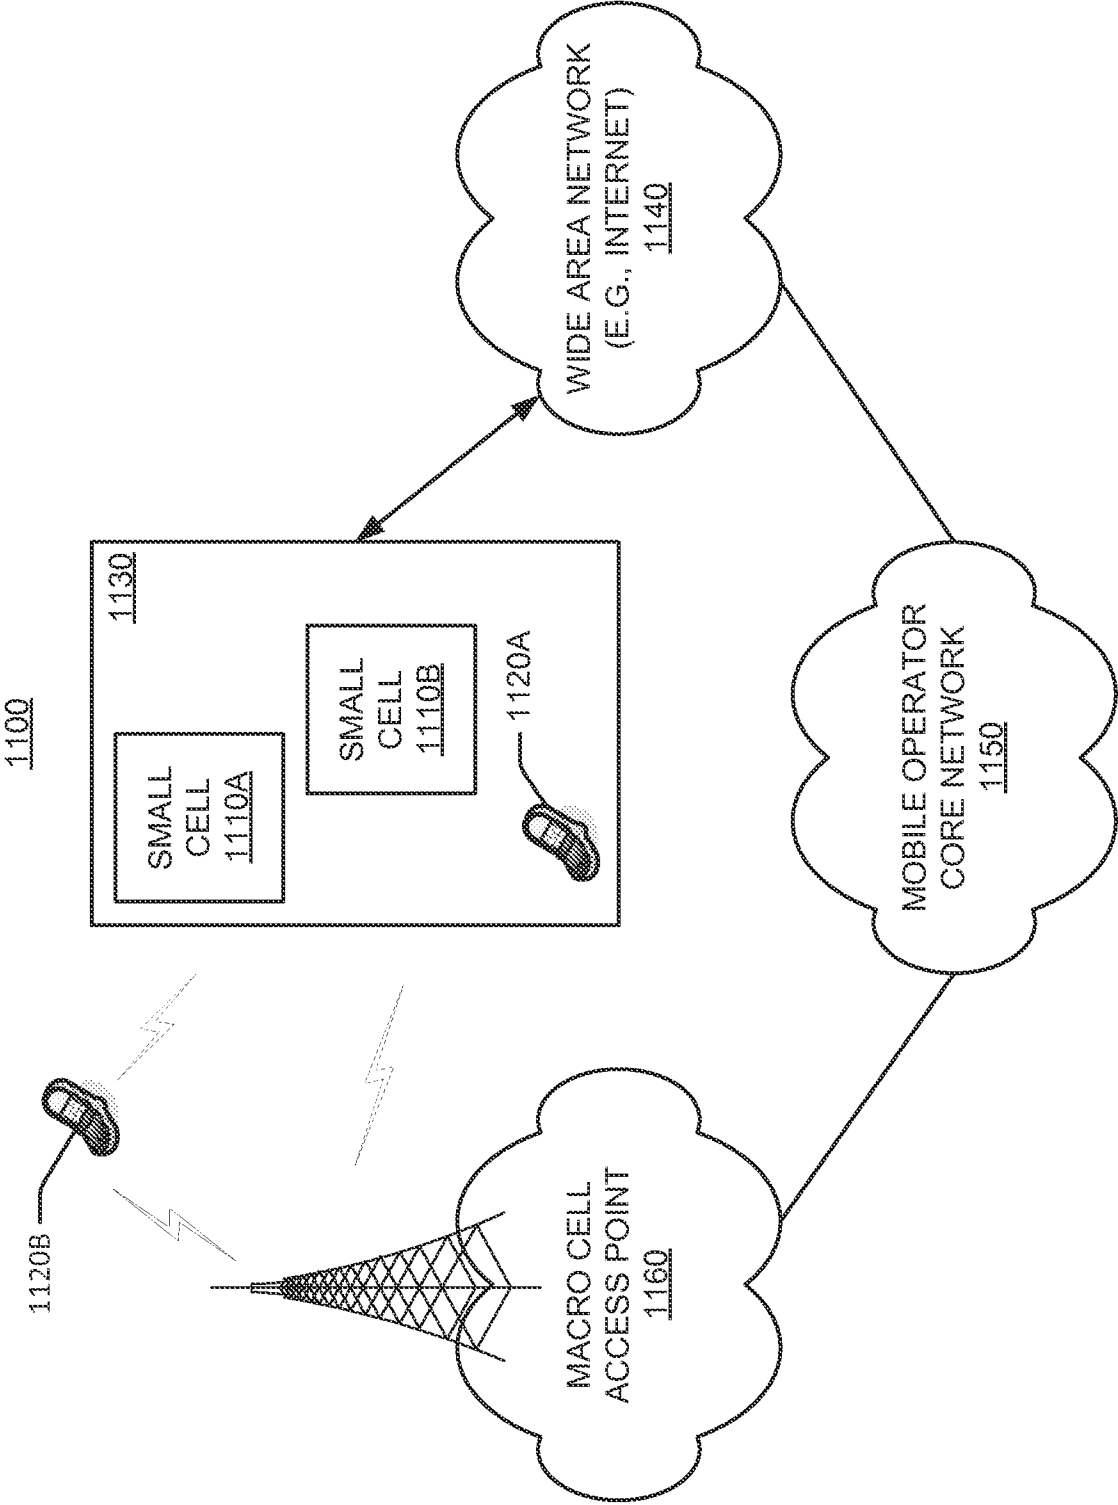 1100
1120B
1130
SMALL
CELL
1110A
SMALL
CELL
1110B
1120A
MACRO CELL
ACCESS POINT
1160
WIDE AREA NETWORK
(E.G., INTERNET)
1140
MOBILE OPERATOR
CORE NETWORK
1150